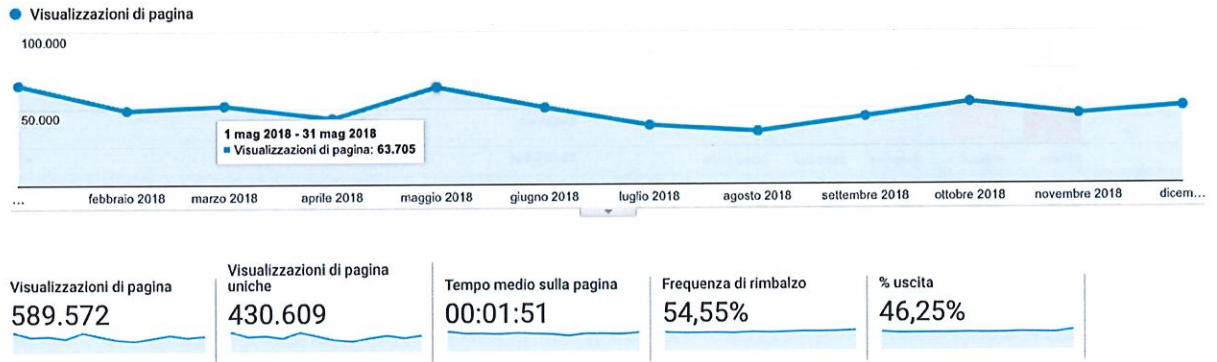 Visualizzazioni di pagina
100.000
50.000
1 mag 2018 - 31 mag 2018
Visualizzazioni di pagina: 63.705
... febbraio 2018 marzo 2018 aprile 2018 maggio 2018 giugno 2018 luglio 2018 agosto 2018 settembre 2018 ottobre 2018 novembre 2018 dicem...
Visualizzazioni di pagina
589.572
Visualizzazioni di pagina
uniche
430.609
Tempo medio sulla pagina
00:01:51
Frequenza di rimbalzo
54,55%
% uscita
46,25%